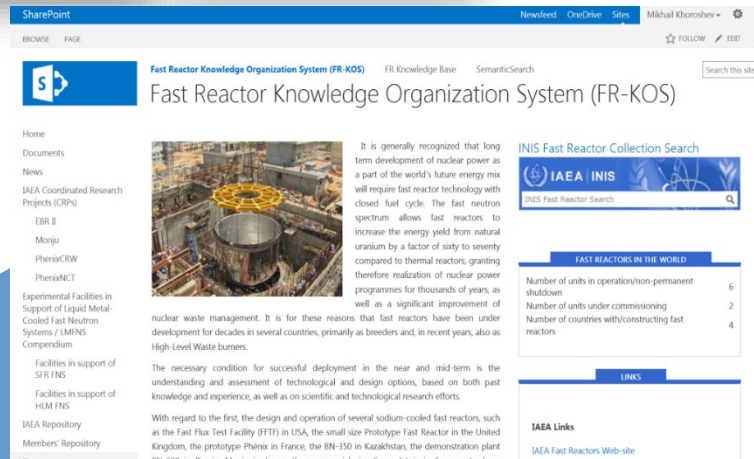 SharePoint
Newsfeed OneDrive Sites Mikhail Khoroshev
BROWSE PAGE
FOLLOW EDIT
Fast Reactor Knowledge Organization System (FR-KOS) FR Knowledge Base SemanticSearch
Search this site
S
Fast Reactor Knowledge Organization System (FR-KOS)
Home
Documents
News
IAEA Coordinated Research
Projects (CRPs)
EBR II
Monju
PhenixCRW
PhenixNCT
Experimental Facilities in
Support of Liquid Metal-
Cooled Fast Neutron
Systems / LMFNS
Compendium
Facilities in support of
SFR FNS
Facilities in support of
HLM FNS
IAEA Repository
Members' Repository
It is generally recognized that long
term development of nuclear power as
a part of the world's future energy mix
will require fast reactor technology with
closed fuel cycle. The fast neutron
spectrum allows fast reactors to
increase the energy yield from natural
uranium by a factor of sixty to seventy
compared to thermal reactors, granting
therefore realization of nuclear power
programmes for thousands of years, as
well as a significant improvement of
nuclear waste management. It is for these reasons that fast reactors have been under
development for decades in several countries, primarily as breeders and, in recent years, also as
High-Level Waste burners.
The necessary condition for successful deployment in the near and mid-term is the
understanding and assessment of technological and design options, based on both past
knowledge and experience, as well as on scientific and technological research efforts.
With regard to the first, the design and operation of several sodium-cooled fast reactors, such
as the Fast Flux Test Facility (FFTF) in USA, the small size Prototype Fast Reactor in the United
Kingdom, the prototype Phénix in France, the BN-350 in Kazakhstan, the demonstration plant
INIS Fast Reactor Collection Search
IAEA INIS
INIS Fast Reactor Search
FAST REACTORS IN THE WORLD
Number of units in operation/non-permanent
shutdown 6
Number of units under commissioning 2
Number of countries with/constructing fast
reactors 4
LINKS
IAEA Links
IAEA Fast Reactors Web-site